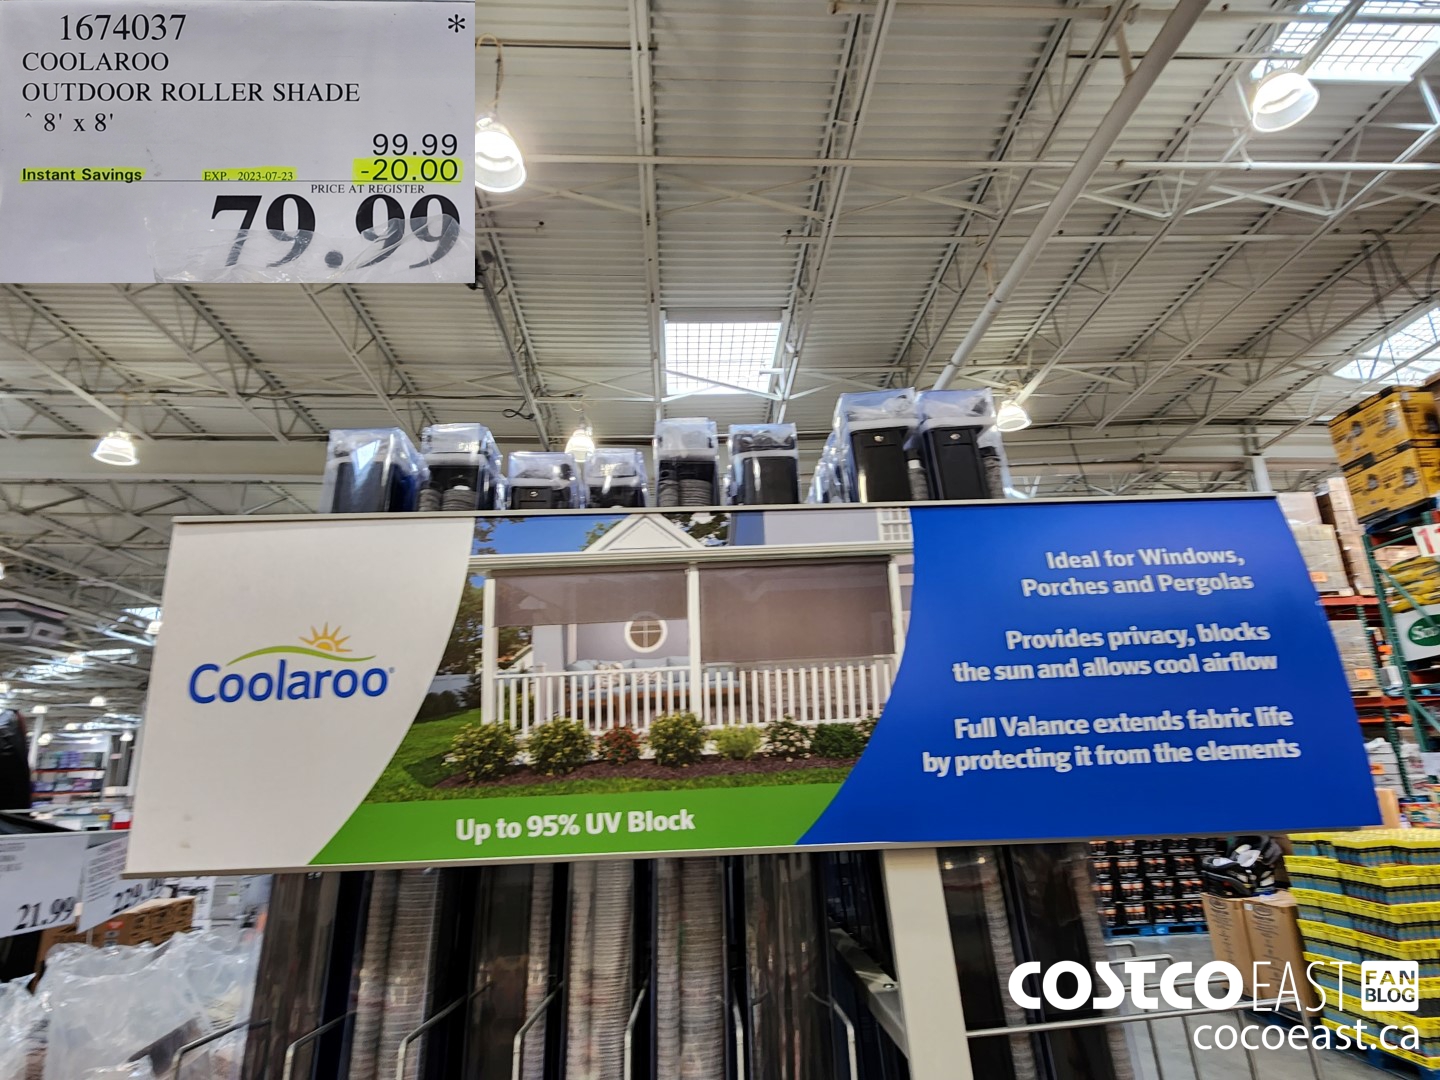 1674037 *
COOLAROO
OUTDOOR ROLLER SHADE
^ 8' x 8'
99.99
Instant Savings EXP. 2023-07-23 -20.00
PRICE AT REGISTER
79.99
Coolaroo®
Up to 95% UV Block
Ideal for Windows,
Porches and Pergolas
Provides privacy, blocks
the sun and allows cool airflow
Full Valance extends fabric life
by protecting it from the elements
21.99
COSTCO EAST FAN BLOG
cocoeast.ca